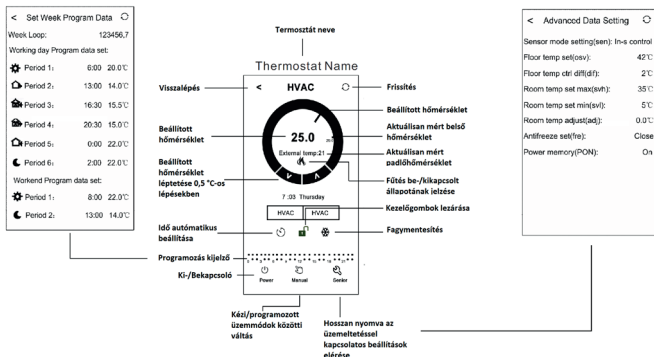 < Set Week Program Data
Week Loop: 123456,7
Working day Program data set:
Period 1: 6:00 20.0℃
Period 2: 13:00 14.0℃
Period 3: 16:30 15.5℃
Period 4: 20:30 15.0℃
Period 5: 0:00 22.0℃
Period 6: 2:00 22.0℃
Workend Program data set:
Period 1: 8:00 22.0℃
Period 2: 13:00 14.0℃
Termosztát neve
Thermostat Name
Visszalépés
< HVAC
Frissítés
Beállított hőmérséklet
Beállított
hőmérséklet
25.0
Aktuálisan mért belső
hőmérséklet
External temp:21
Aktuálisan mért
padlóhőmérséklet
Beállított
hőmérséklet
léptetése 0,5 °C-os
lépésekben
Fűtés be-/kikapcsolt
állapotának jelzése
7:03 Thursday
HVAC HVAC
Kezelőgombok lezárása
Idő automatikus
beállítása
Fagymentesítés
Programozás kijelző
0 3 6 9 12 15 18 21
Ki-/Bekapcsoló
Power Manual Senior
Kézi/programozott
üzemmódok közötti
váltás
Hosszan nyomva az
üzemeltetéssel
kapcsolatos beállítások
elérése
< Advanced Data Setting
Sensor mode setting(sen): In-s control
Floor temp set(osv): 42℃
Floor temp ctrl diff(dif): 2℃
Room temp set max(svh): 35℃
Room temp set min(svl): 5℃
Room temp adjust(adj): 0.0℃
Antifreeze set(fre): Close
Power memory(PON): On